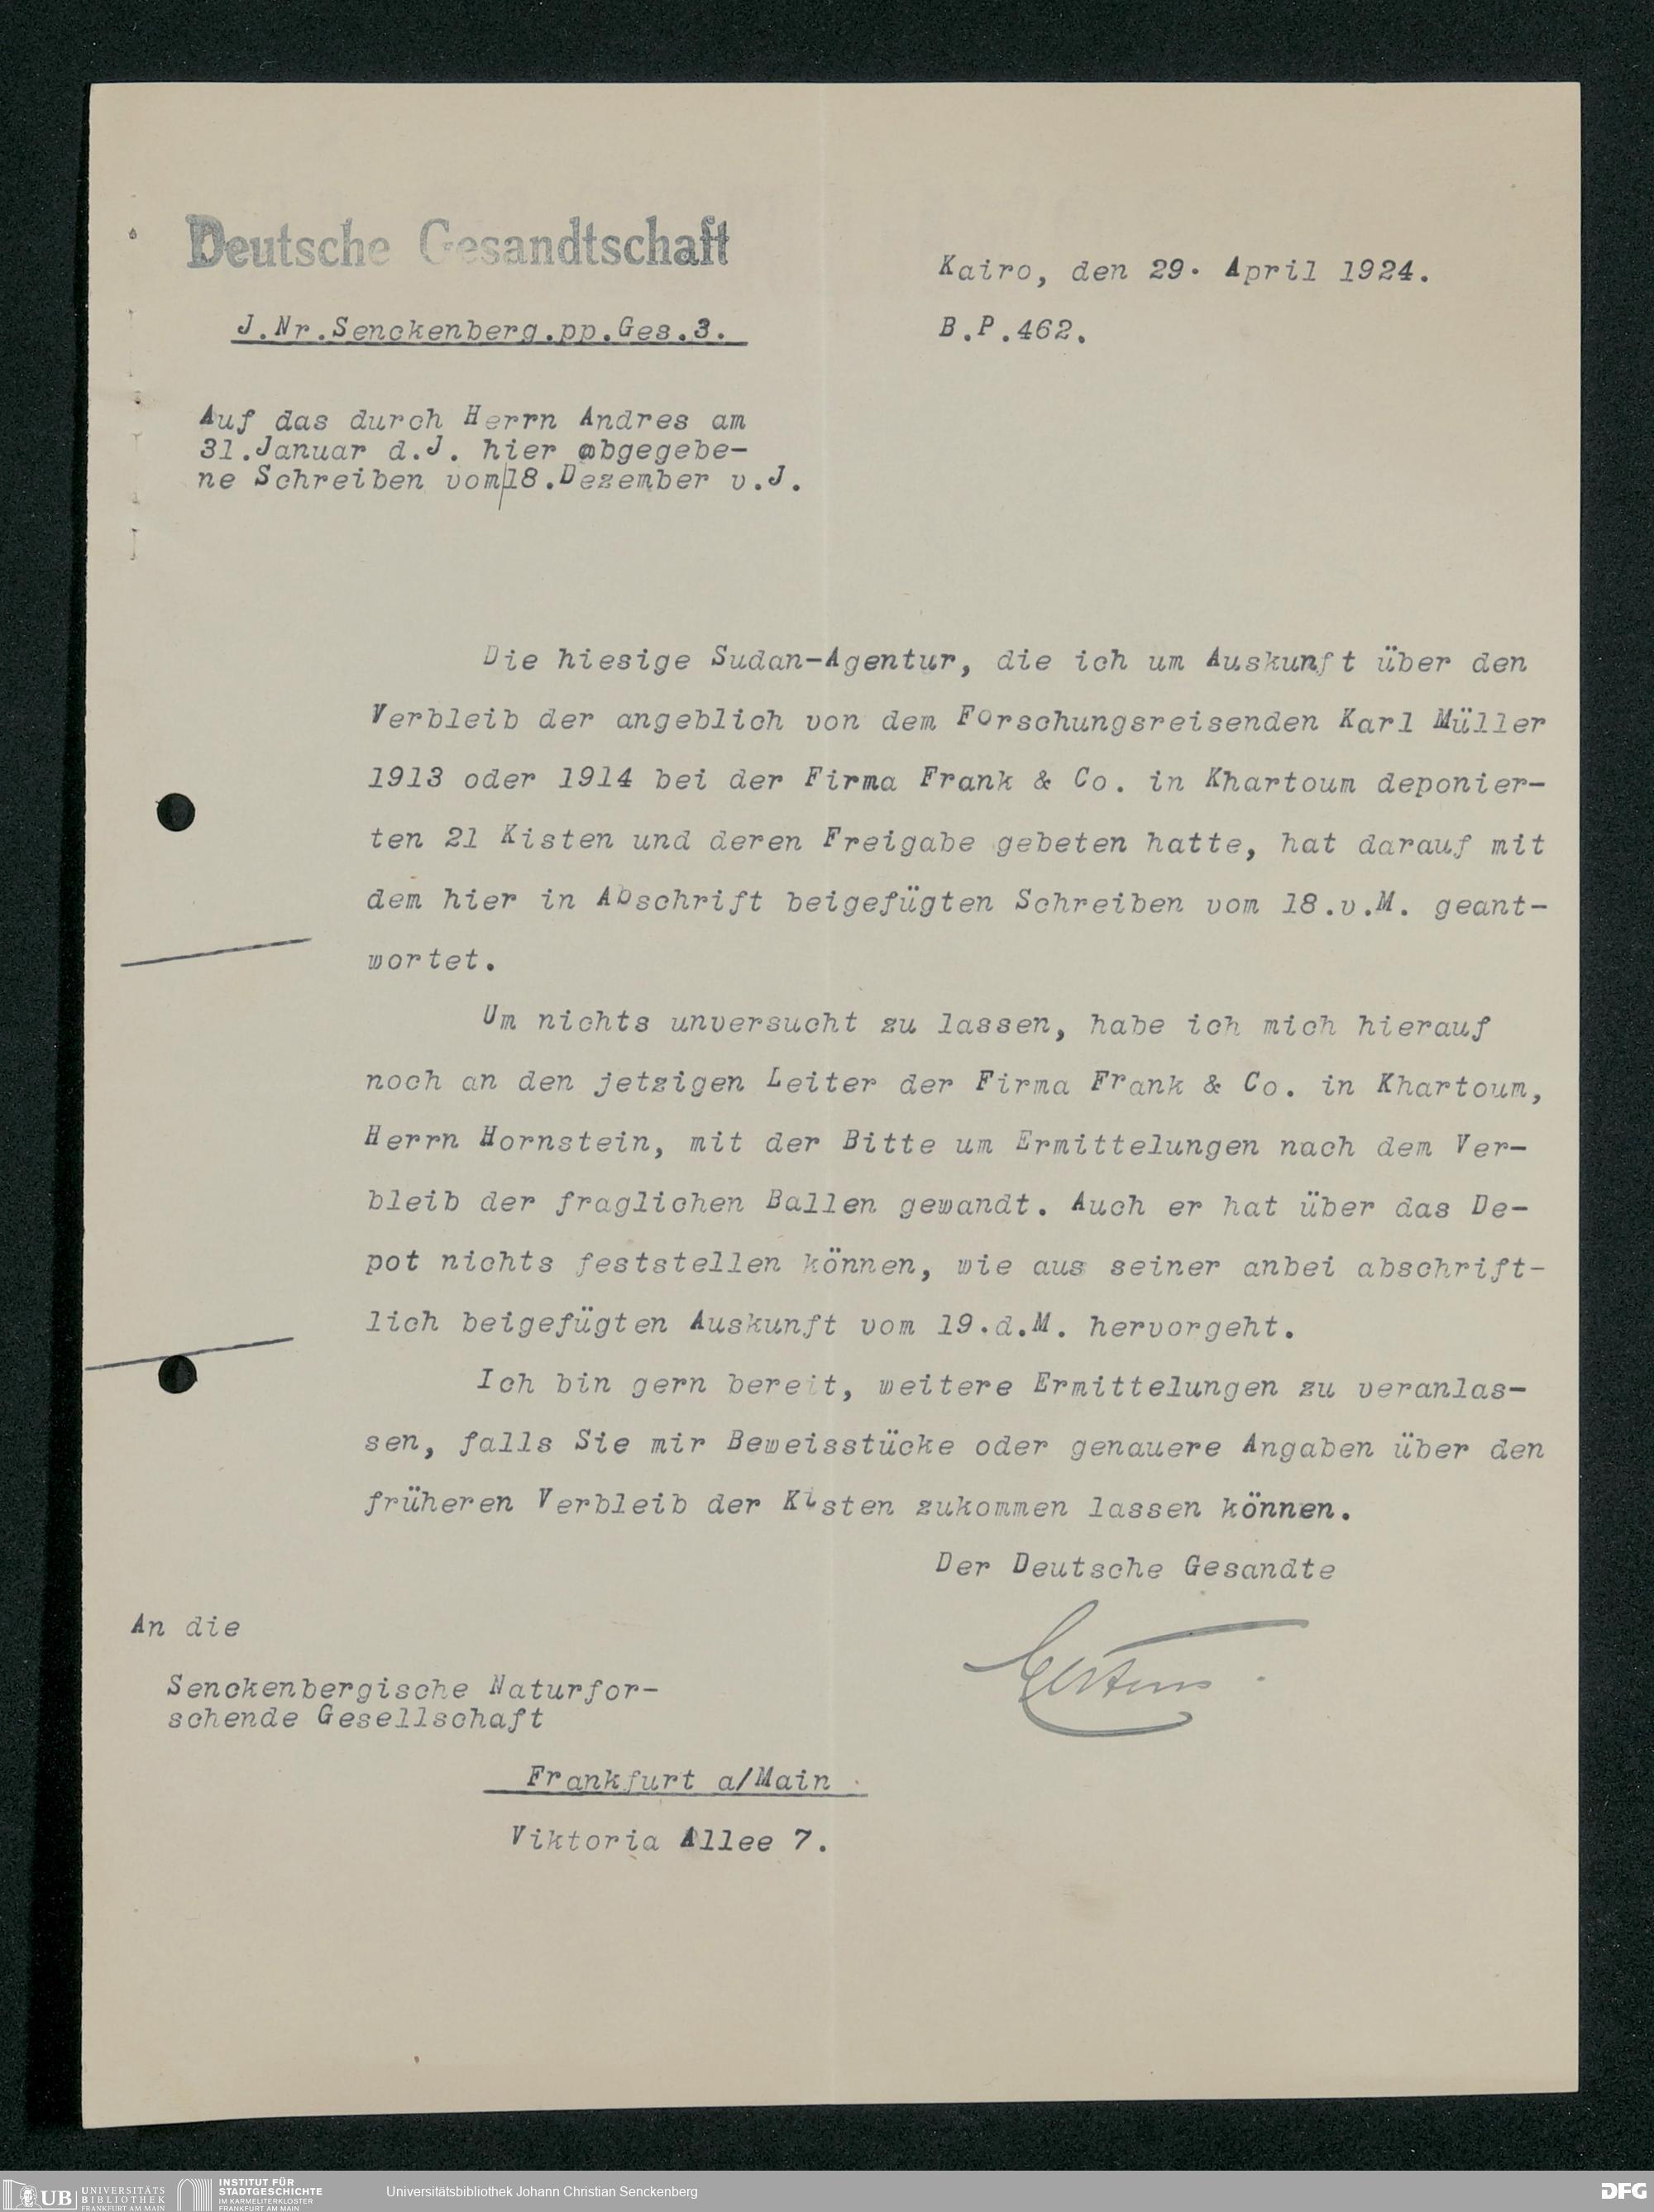 Deutsche Gesandtschaft
Kairo, den 29. April 1924.
J.Nr.Senckenberg.pp.Ges.3.
B.P.462.
Auf das durch Herrn Andres am
31.Januar d.J. hier abgegebe-
ne Schreiben vom 18.Dezember v.J.
Die hiesige Sudan-Agentur, die ich um Auskunft über den
Verbleib der angeblich von dem Forschungsreisenden Karl Müller
1913 oder 1914 bei der Firma Frank & Co. in Khartoum deponier-
ten 21 Kisten und deren Freigabe gebeten hatte, hat darauf mit
dem hier in Abschrift beigefügten Schreiben vom 18.v.M. geant-
wortet.
Um nichts unversucht zu lassen, habe ich mich hierauf
noch an den jetzigen Leiter der Firma Frank & Co. in Khartoum,
Herrn Hornstein, mit der Bitte um Ermittelungen nach dem Ver-
bleib der fraglichen Ballen gewandt. Auch er hat über das De-
pot nichts feststellen können, wie aus seiner anbei abschrift-
lich beigefügten Auskunft vom 19.d.M. hervorgeht.
Ich bin gern bereit, weitere Ermittelungen zu veranlas-
sen, falls Sie mir Beweisstücke oder genauere Angaben über den
früheren Verbleib der Kisten zukommen lassen können.
Der Deutsche Gesandte
An die
Senckenbergische Naturfor-
schende Gesellschaft
Frankfurt a/Main.
Viktoria Allee 7.
UB UNIVERSITÄTS
BIBLIOTHEK
FRANKFURT AM MAIN
INSTITUT FÜR
STADTGESCHICHTE
IM KARMELITERKLOSTER
FRANKFURT AM MAIN
Universitätsbibliothek Johann Christian Senckenberg
DFG